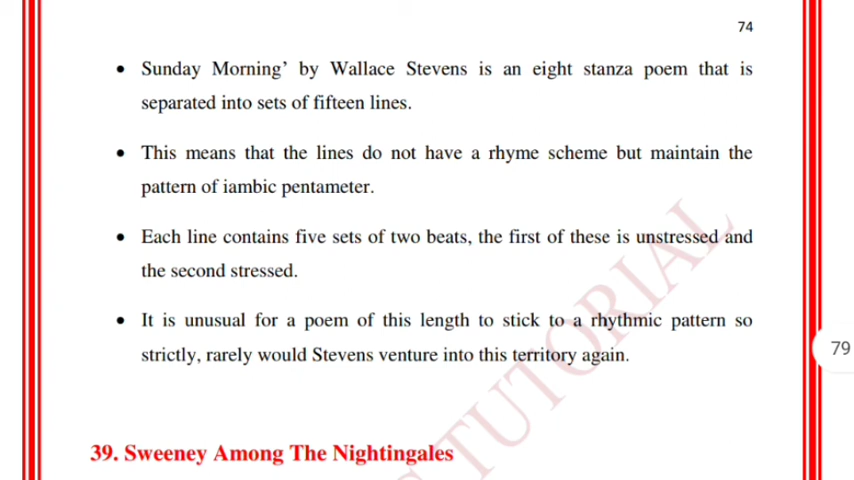 74
• Sunday Morning’ by Wallace Stevens is an eight stanza poem that is
separated into sets of fifteen lines.
• This means that the lines do not have a rhyme scheme but maintain the
pattern of iambic pentameter.
• Each line contains five sets of two beats, the first of these is unstressed and
the second stressed.
• It is unusual for a poem of this length to stick to a rhythmic pattern so
strictly, rarely would Stevens venture into this territory again.
79
39. Sweeney Among The Nightingales
TUTORIAL